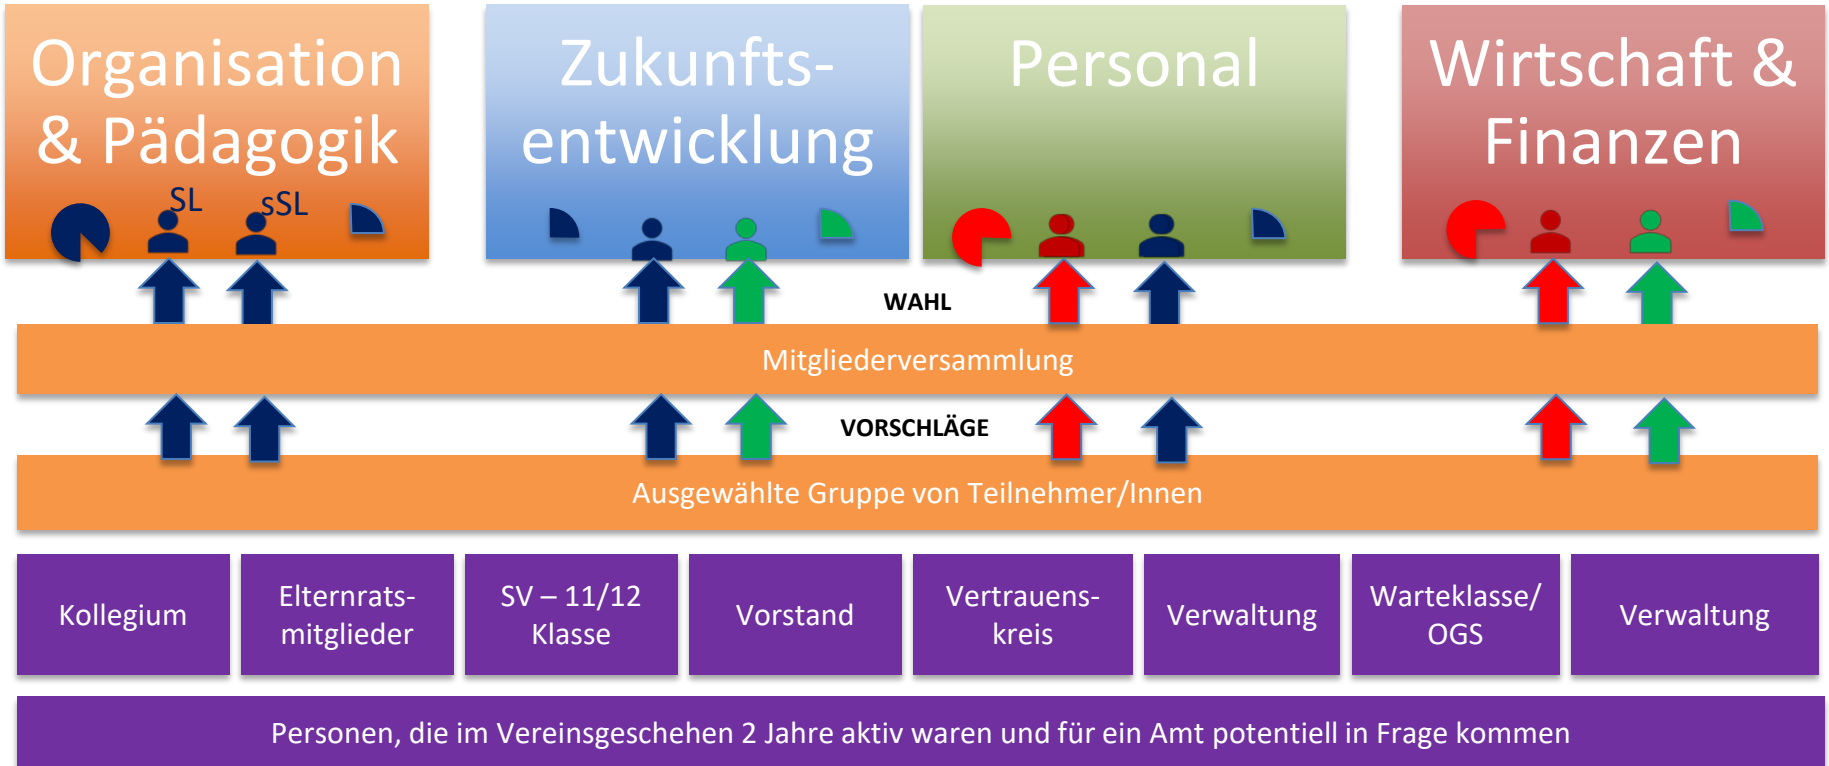 Organisation
& Pädagogik
SL
sSL
Zukunfts-
entwicklung
Personal
Wirtschaft &
Finanzen
WAHL
Mitgliederversammlung
VORSCHLÄGE
Ausgewählte Gruppe von Teilnehmer/Innen
Kollegium
Elternrats-
mitglieder
SV – 11/12
Klasse
Vorstand
Vertrauens-
kreis
Verwaltung
Warteklasse/
OGS
Verwaltung
Personen, die im Vereinsgeschehen 2 Jahre aktiv waren und für ein Amt potentiell in Frage kommen